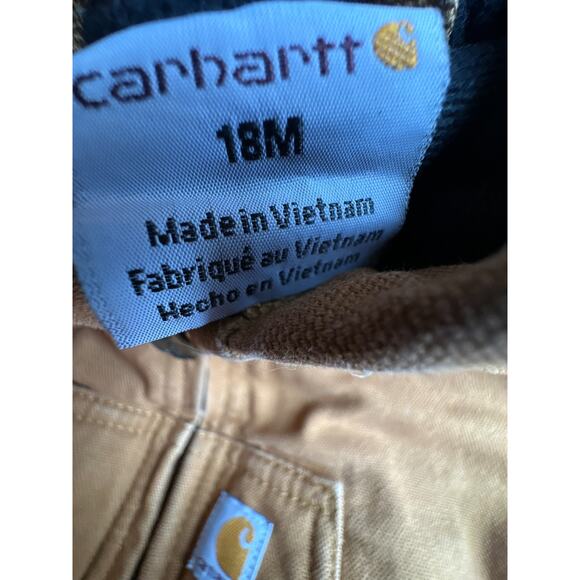 carhartt
18M
Made in Vietnam
Fabriqué au Vietnam
Hecho en Vietnam